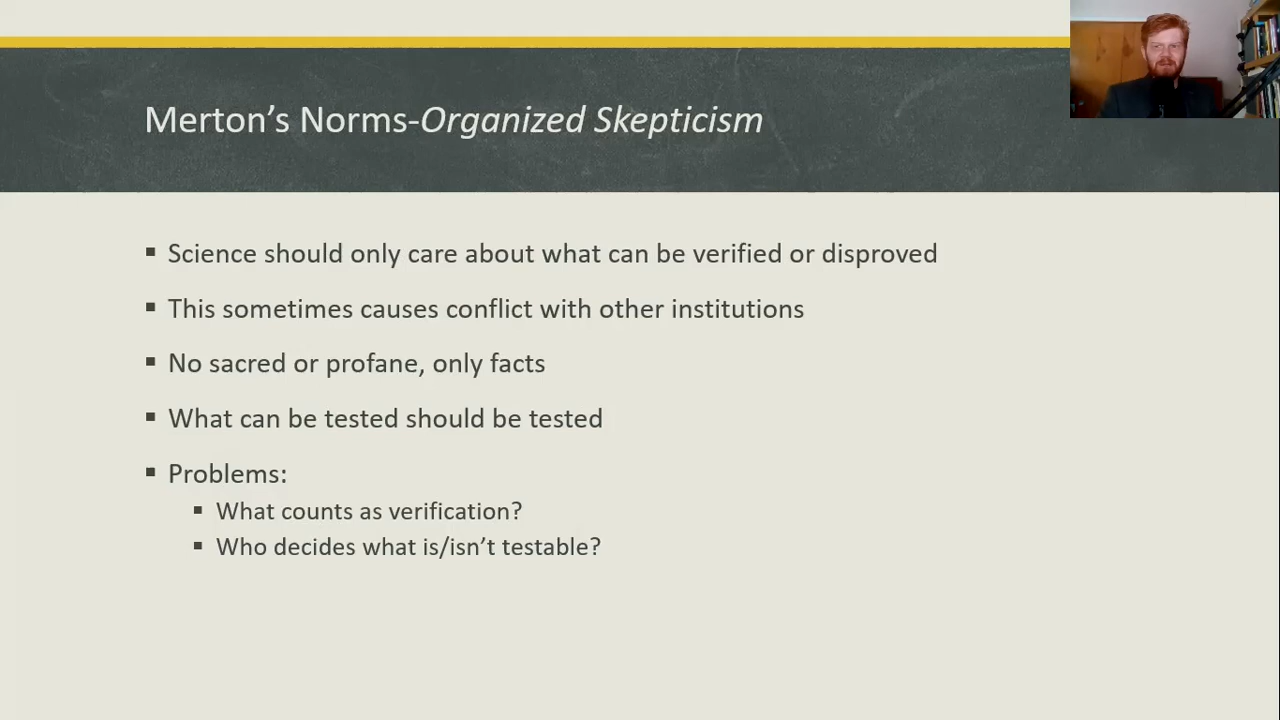 Merton’s Norms-Organized Skepticism
▪ Science should only care about what can be verified or disproved
▪ This sometimes causes conflict with other institutions
▪ No sacred or profane, only facts
▪ What can be tested should be tested
▪ Problems:
▪ What counts as verification?
▪ Who decides what is/isn’t testable?